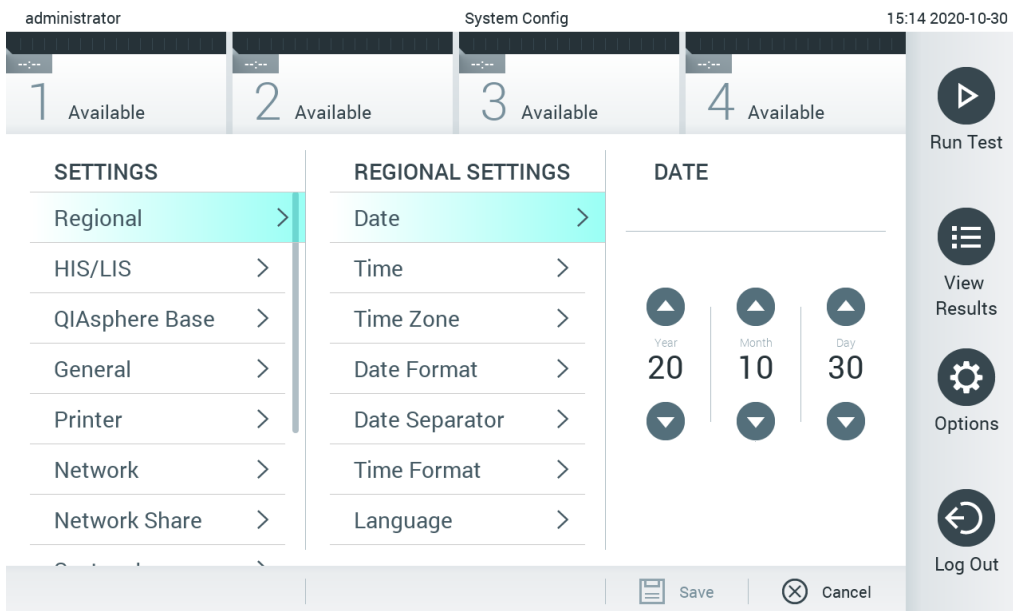 administrator
System Config
15:14 2020-10-30
--:--
--:--
--:--
--:--
1 Available
2 Available
3 Available
4 Available
Run Test
View
Results
Options
Log Out
SETTINGS
Regional
HIS/LIS
QIAsphere Base
General
Printer
Network
Network Share
REGIONAL SETTINGS
Date
Time
Time Zone
Date Format
Date Separator
Time Format
Language
DATE
Year
Month
Day
20
10
30
Save
Cancel